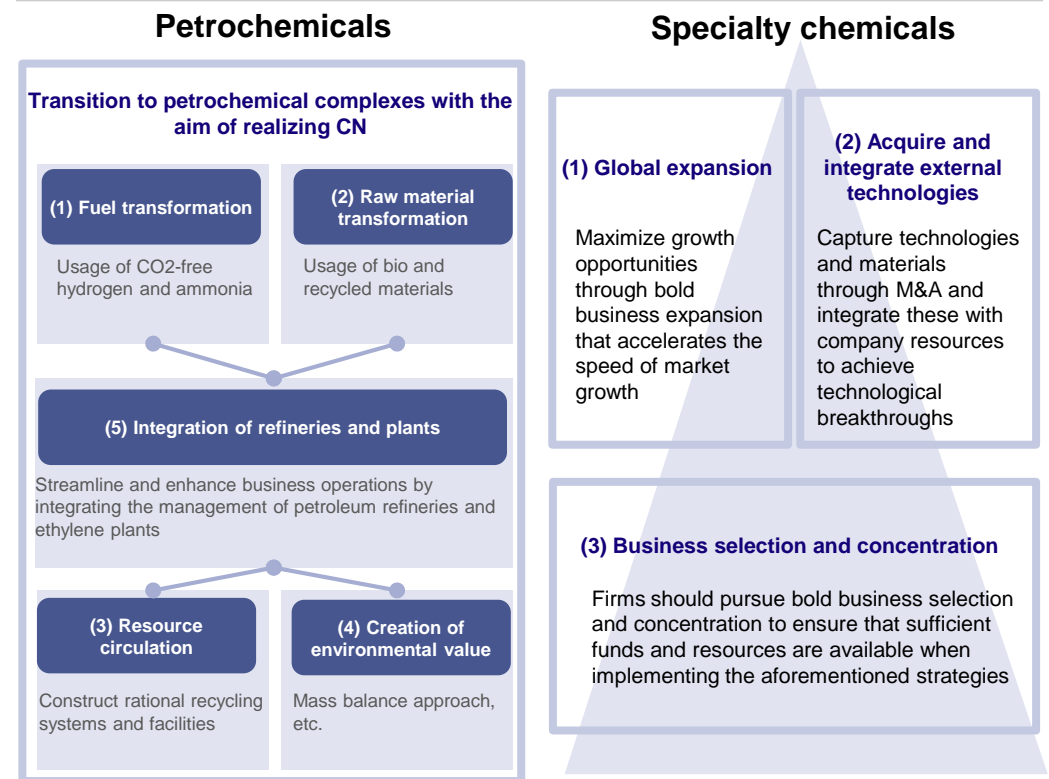 Petrochemicals
Transition to petrochemical complexes with the
aim of realizing CN
(1) Fuel transformation
Usage of CO2-free
hydrogen and ammonia
(2) Raw material
transformation
Usage of bio and
recycled materials
(5) Integration of refineries and plants
Streamline and enhance business operations by
integrating the management of petroleum refineries and
ethylene plants
(3) Resource
circulation
Construct rational recycling
systems and facilities
(4) Creation of
environmental value
Mass balance approach,
etc.
Specialty chemicals
(1) Global expansion
Maximize growth
opportunities
through bold
business expansion
that accelerates the
speed of market
growth
(2) Acquire and
integrate external
technologies
Capture technologies
and materials
through M&A and
integrate these with
company resources
to achieve
technological
breakthroughs
(3) Business selection and concentration
Firms should pursue bold business selection
and concentration to ensure that sufficient
funds and resources are available when
implementing the aforementioned strategies